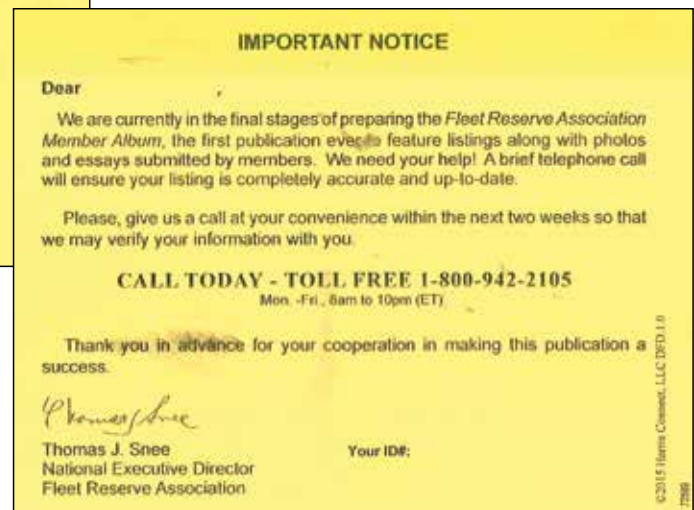 IMPORTANT NOTICE
Dear
We are currently in the final stages of preparing the Fleet Reserve Association
Member Album, the first publication ever to feature listings along with photos
and essays submitted by members. We need your help! A brief telephone call
will ensure your listing is completely accurate and up-to-date.
Please, give us a call at your convenience within the next two weeks so that
we may verify your information with you.
CALL TODAY - TOLL FREE 1-800-942-2105
Mon. -Fri., 8am to 10pm (ET)
Thank you in advance for your cooperation in making this publication a
success.
Thomas J. Snee
Thomas J. Snee
National Executive Director
Fleet Reserve Association
Your ID#:
©2015 Harris Connect, LLC DFD.1.0